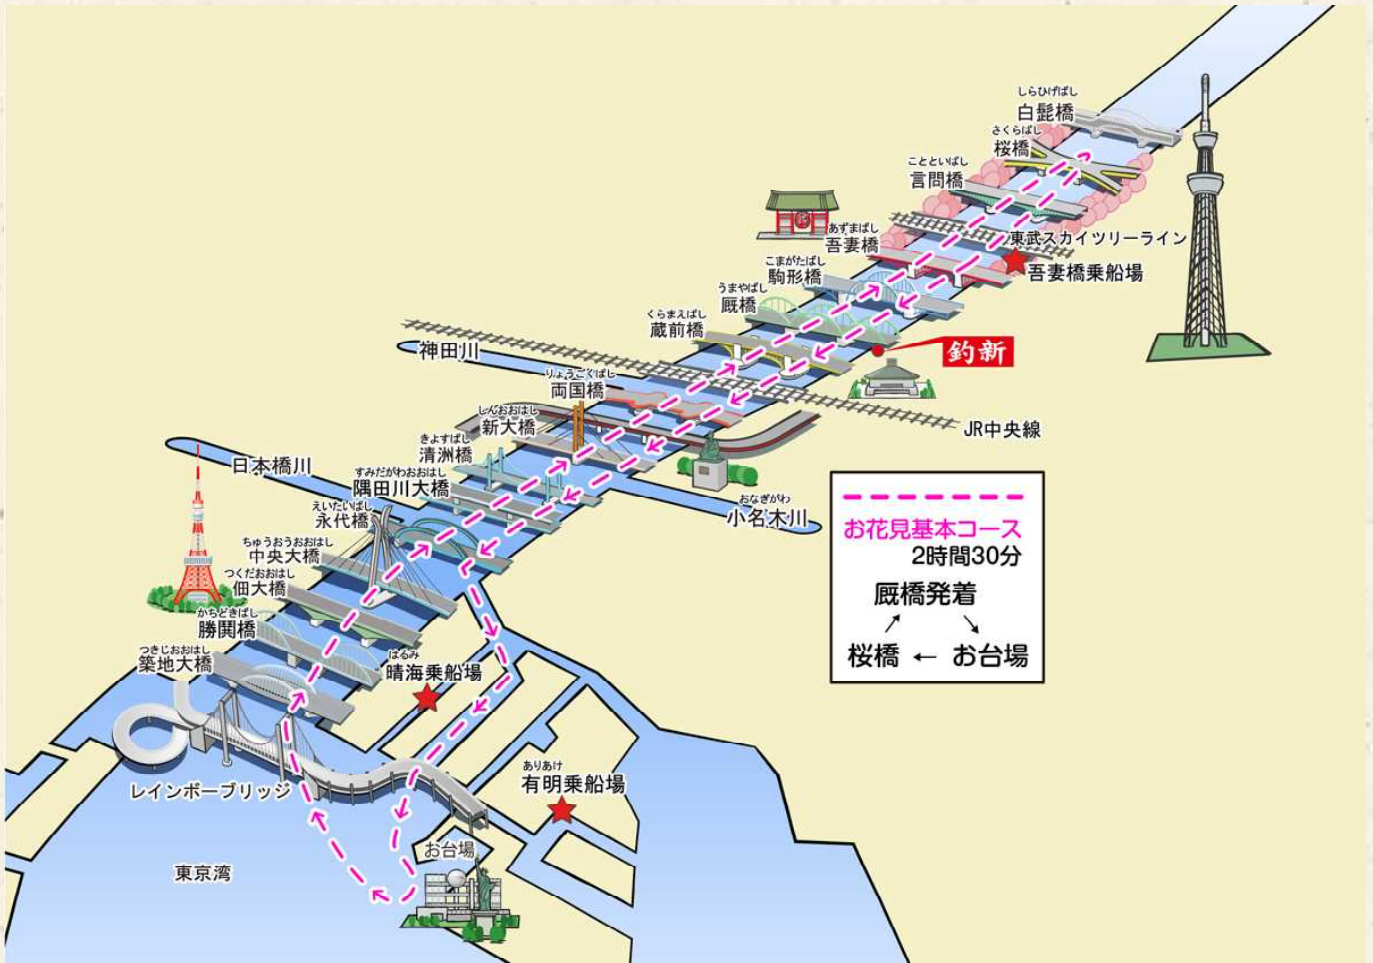 しらひげばし
白髭橋
さくらばし
桜橋
ことといばし
言問橋
東武スカイツリーライン
あずまばし
吾妻橋
吾妻橋乗船場
こまがたばし
駒形橋
うまやばし
厩橋
くらまえばし
蔵前橋
釣新
神田川
りょうごくばし
両国橋
JR中央線
しんおおはし
新大橋
きよすばし
清洲橋
日本橋川
すみだがわおおはし
隅田川大橋
おなぎがわ
小名木川
えいたいばし
永代橋
ちゅうおうおおはし
中央大橋
つくだおおはし
佃大橋
かちどきばし
勝鬨橋
つきじおおはし
築地大橋
はるみ
晴海乗船場
ありあけ
有明乗船場
レインボーブリッジ
お台場
東京湾
お花見基本コース
2時間30分
厩橋発着
↗ ↘
桜橋 ← お台場